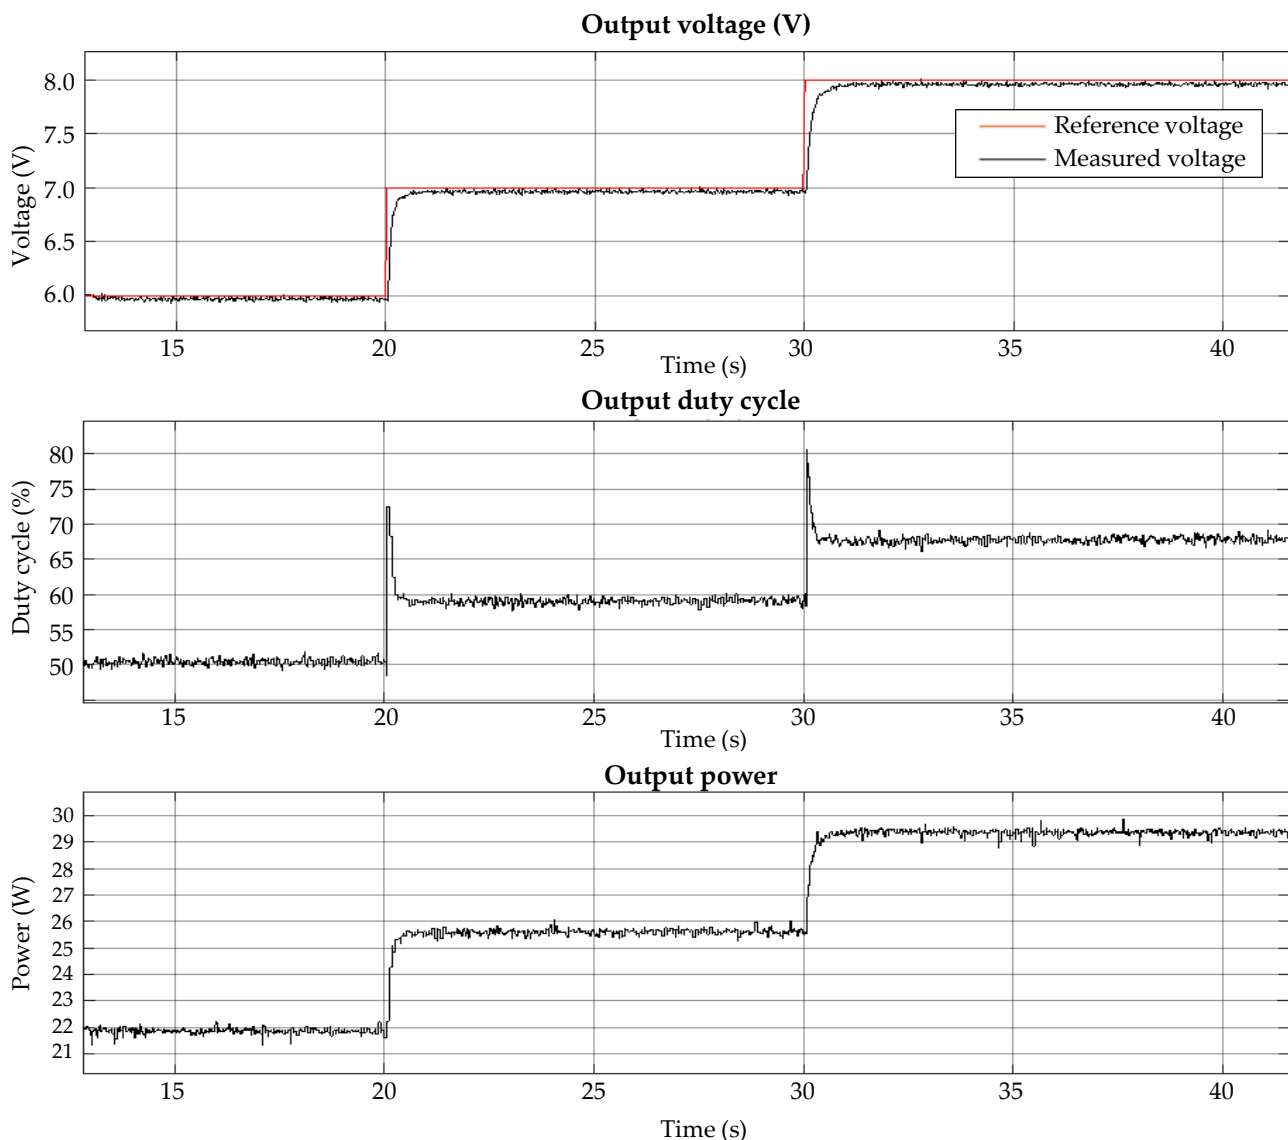 Output voltage (V)
Voltage (V)
8.0
7.5
7.0
6.5
6.0
Reference voltage
Measured voltage
15 20 25 30 35 40
Time (s)
Output duty cycle
Duty cycle (%)
80
75
70
65
60
55
50
15 20 25 30 35 40
Time (s)
Output power
Power (W)
30
29
28
27
26
25
24
23
22
21
15 20 25 30 35 40
Time (s)